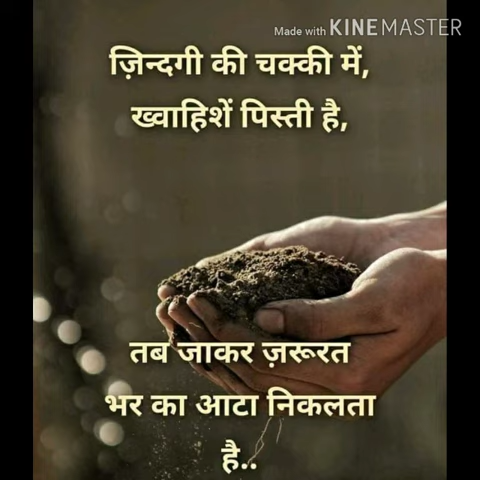 Made with KINEMASTER
ज़िन्दगी की चक्की में,
ख्वाहिशें पिस्ती है,
तब जाकर ज़रूरत
भर का आटा निकलता
है..